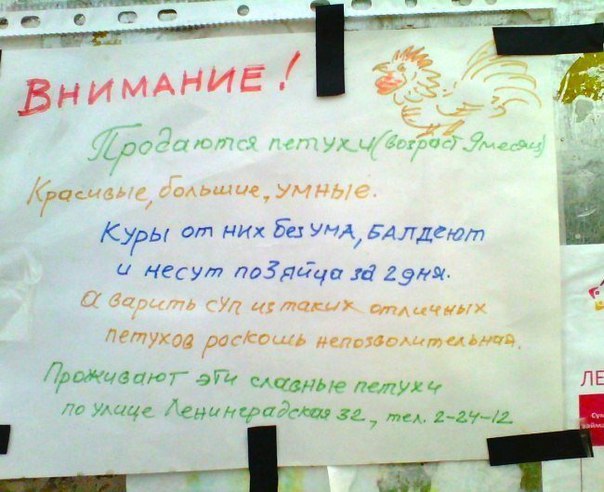 Внимание!
Продаются петухи (возраст 9 месяц)
Красивые, большие, умные.
Куры от них без ума, балдеют
и несут по 3 яйца за 2 дня.
А варить суп из таких отличных
петухов роскошь непозволительная.
Проживают эти славные петухи
по улице Ленинградская 32, тел. 2-24-12
ЛЕ